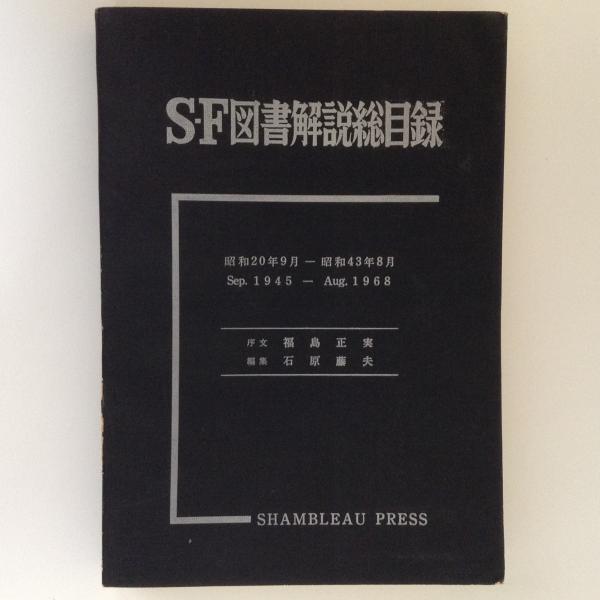 S-F図書解説総目録
昭和20年9月 — 昭和43年8月
Sep. 1945 — Aug. 1968
序文 福島正実
編集 石原藤夫
SHAMBLEAU PRESS